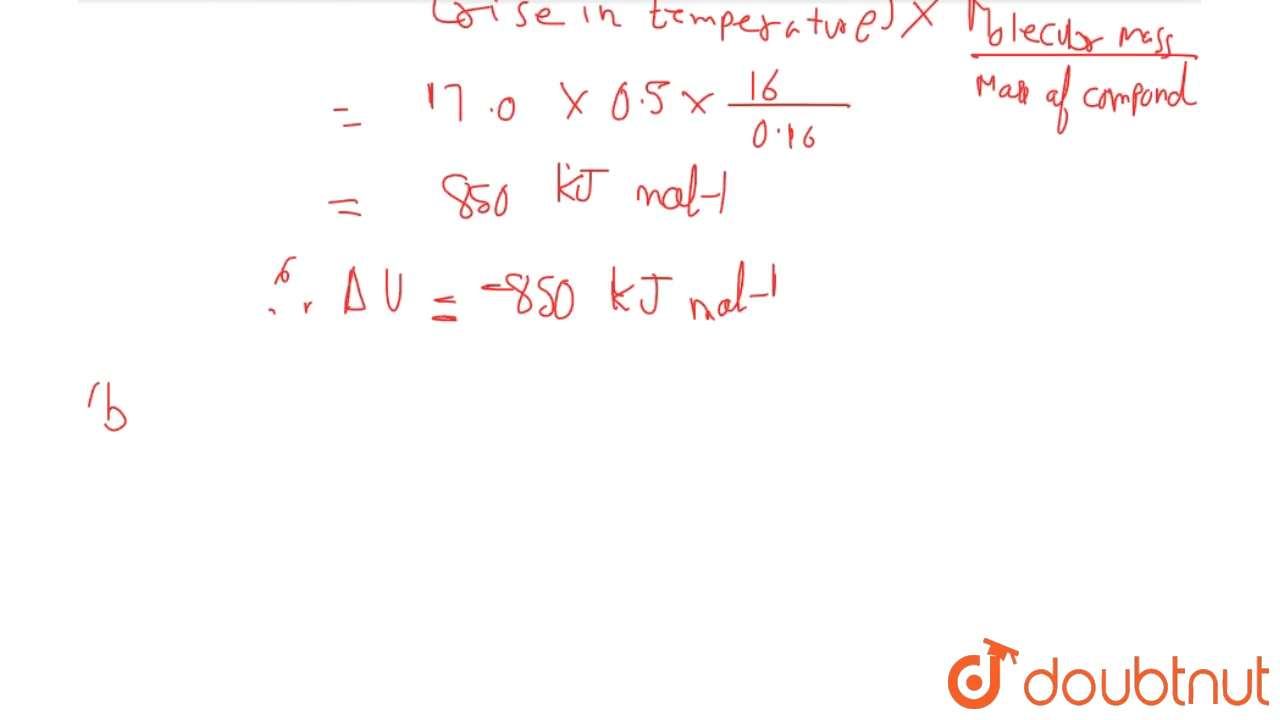 (rise in temperature) × Molecular mass
Mass of compond
= 17.0 × 0.5 × 16
0.16
= 850 kJ mol-1
∴ ΔU = -850 kJ mol-1
(b
doubtnut